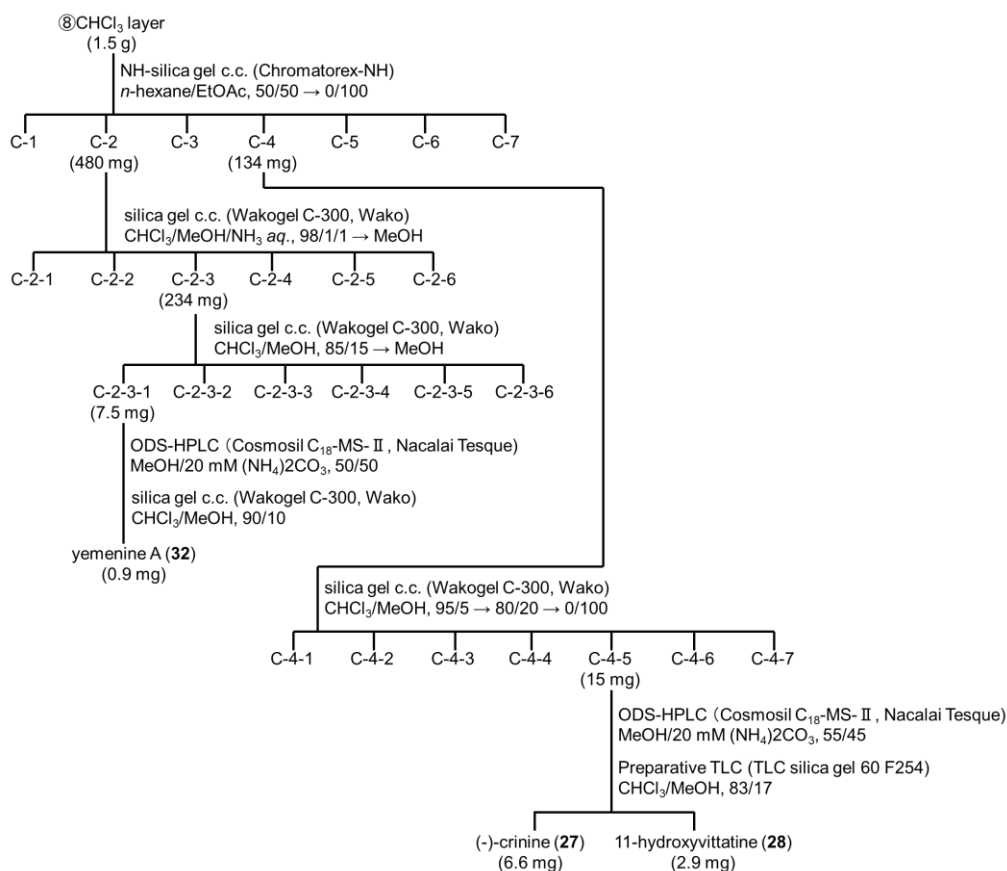 ⑧CHCl₃ layer
(1.5 g)
NH-silica gel c.c. (Chromatorex-NH)
n-hexane/EtOAc, 50/50 → 0/100
C-1 C-2 C-3 C-4 C-5 C-6 C-7
(480 mg) (134 mg)
silica gel c.c. (Wakogel C-300, Wako)
CHCl₃/MeOH/NH₃ aq., 98/1/1 → MeOH
C-2-1 C-2-2 C-2-3 C-2-4 C-2-5 C-2-6
(234 mg)
silica gel c.c. (Wakogel C-300, Wako)
CHCl₃/MeOH, 85/15 → MeOH
C-2-3-1 C-2-3-2 C-2-3-3 C-2-3-4 C-2-3-5 C-2-3-6
(7.5 mg)
ODS-HPLC (Cosmosil C₁₈-MS-Ⅱ, Nacalai Tesque)
MeOH/20 mM (NH₄)2CO₃, 50/50
silica gel c.c. (Wakogel C-300, Wako)
CHCl₃/MeOH, 90/10
yemenine A (32)
(0.9 mg)
silica gel c.c. (Wakogel C-300, Wako)
CHCl₃/MeOH, 95/5 → 80/20 → 0/100
C-4-1 C-4-2 C-4-3 C-4-4 C-4-5 C-4-6 C-4-7
(15 mg)
ODS-HPLC (Cosmosil C₁₈-MS-Ⅱ, Nacalai Tesque)
MeOH/20 mM (NH₄)2CO₃, 55/45
Preparative TLC (TLC silica gel 60 F254)
CHCl₃/MeOH, 83/17
(-)-crinine (27) 11-hydroxyvittatine (28)
(6.6 mg) (2.9 mg)